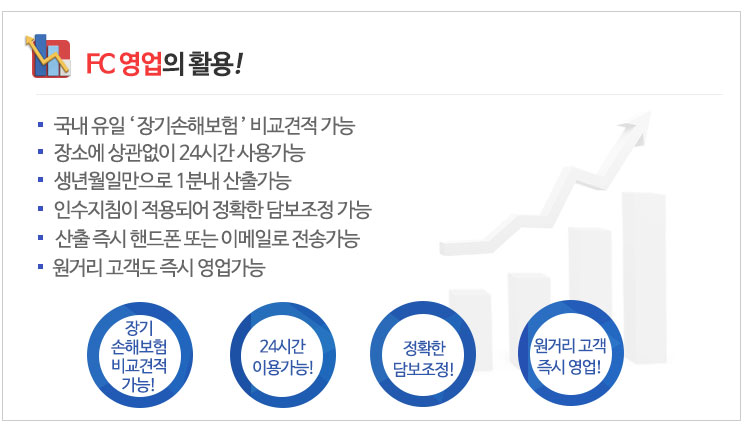 FC 영업의 활용!
▪ 국내 유일 ‘장기손해보험’ 비교견적 가능
▪ 장소에 상관없이 24시간 사용가능
▪ 생년월일만으로 1분내 산출가능
▪ 인수지침이 적용되어 정확한 담보조정 가능
▪ 산출 즉시 핸드폰 또는 이메일로 전송가능
▪ 원거리 고객도 즉시 영업가능
장기
손해보험
비교견적
가능!
24시간
이용가능!
정확한
담보조정!
원거리 고객
즉시 영업!